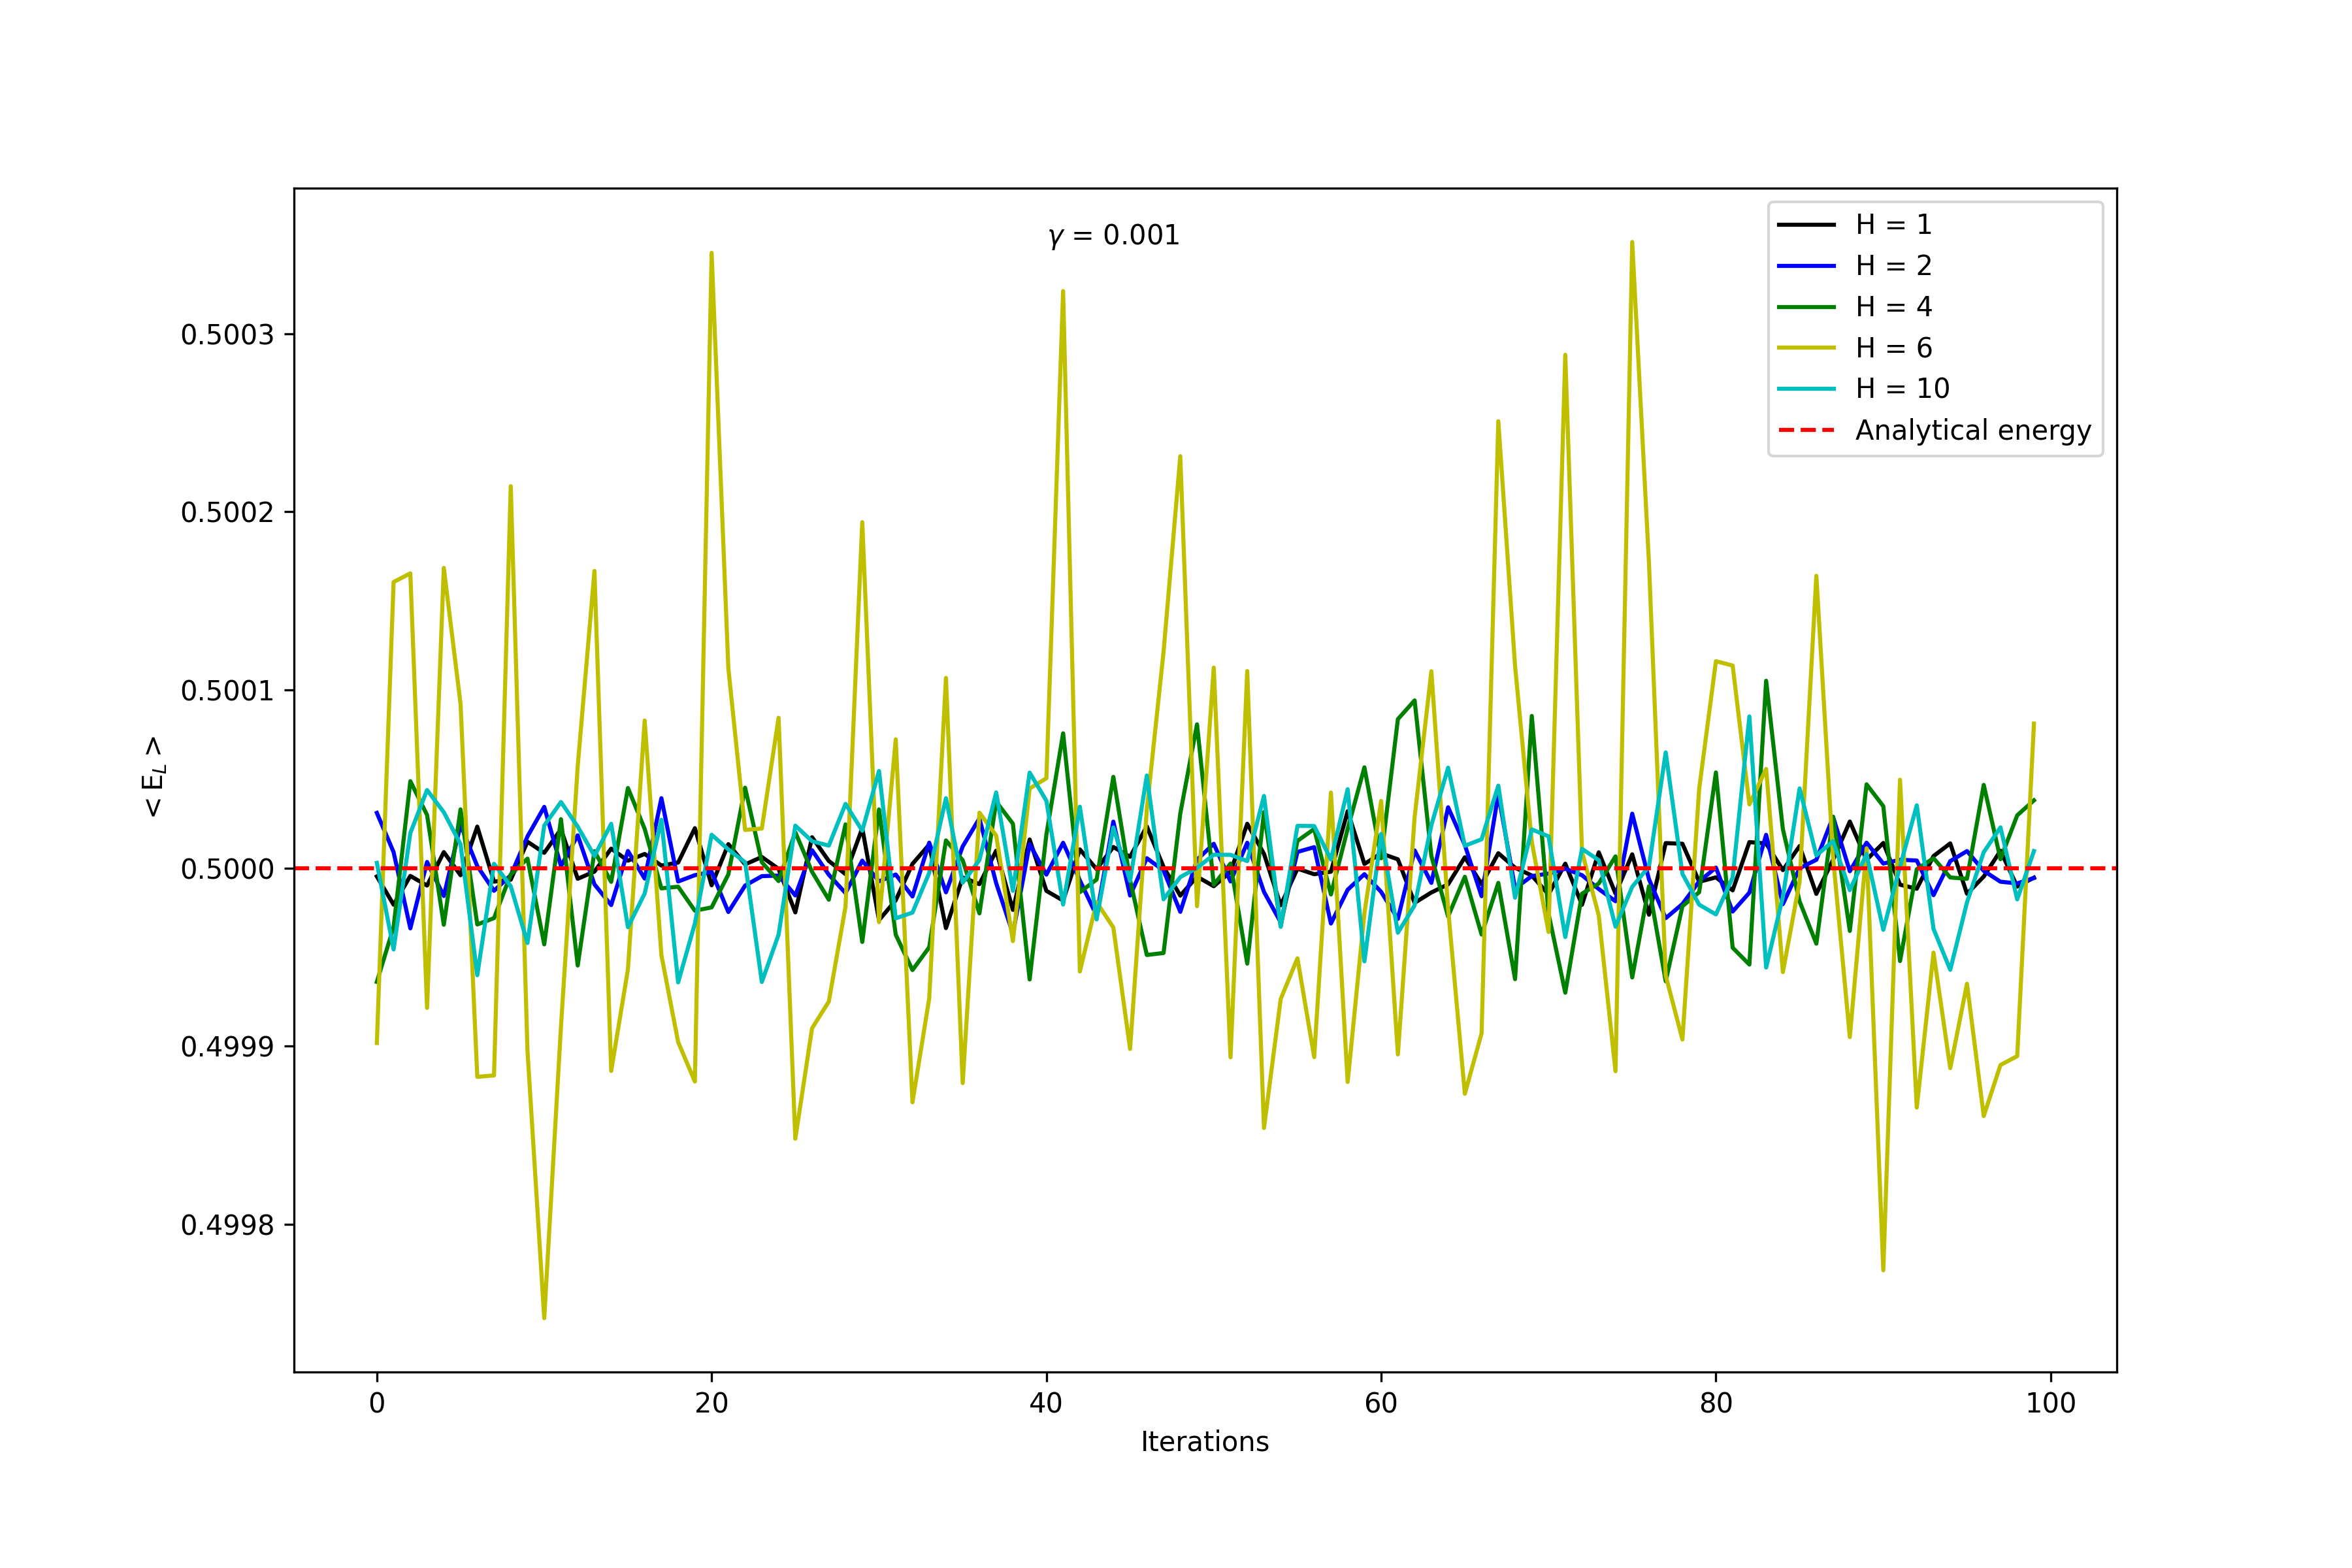 γ = 0.001
H = 1
H = 2
H = 4
H = 6
H = 10
Analytical energy
0.5003
0.5002
0.5001
0.5000
0.4999
0.4998
< E_L >
0
20
40
60
80
100
Iterations